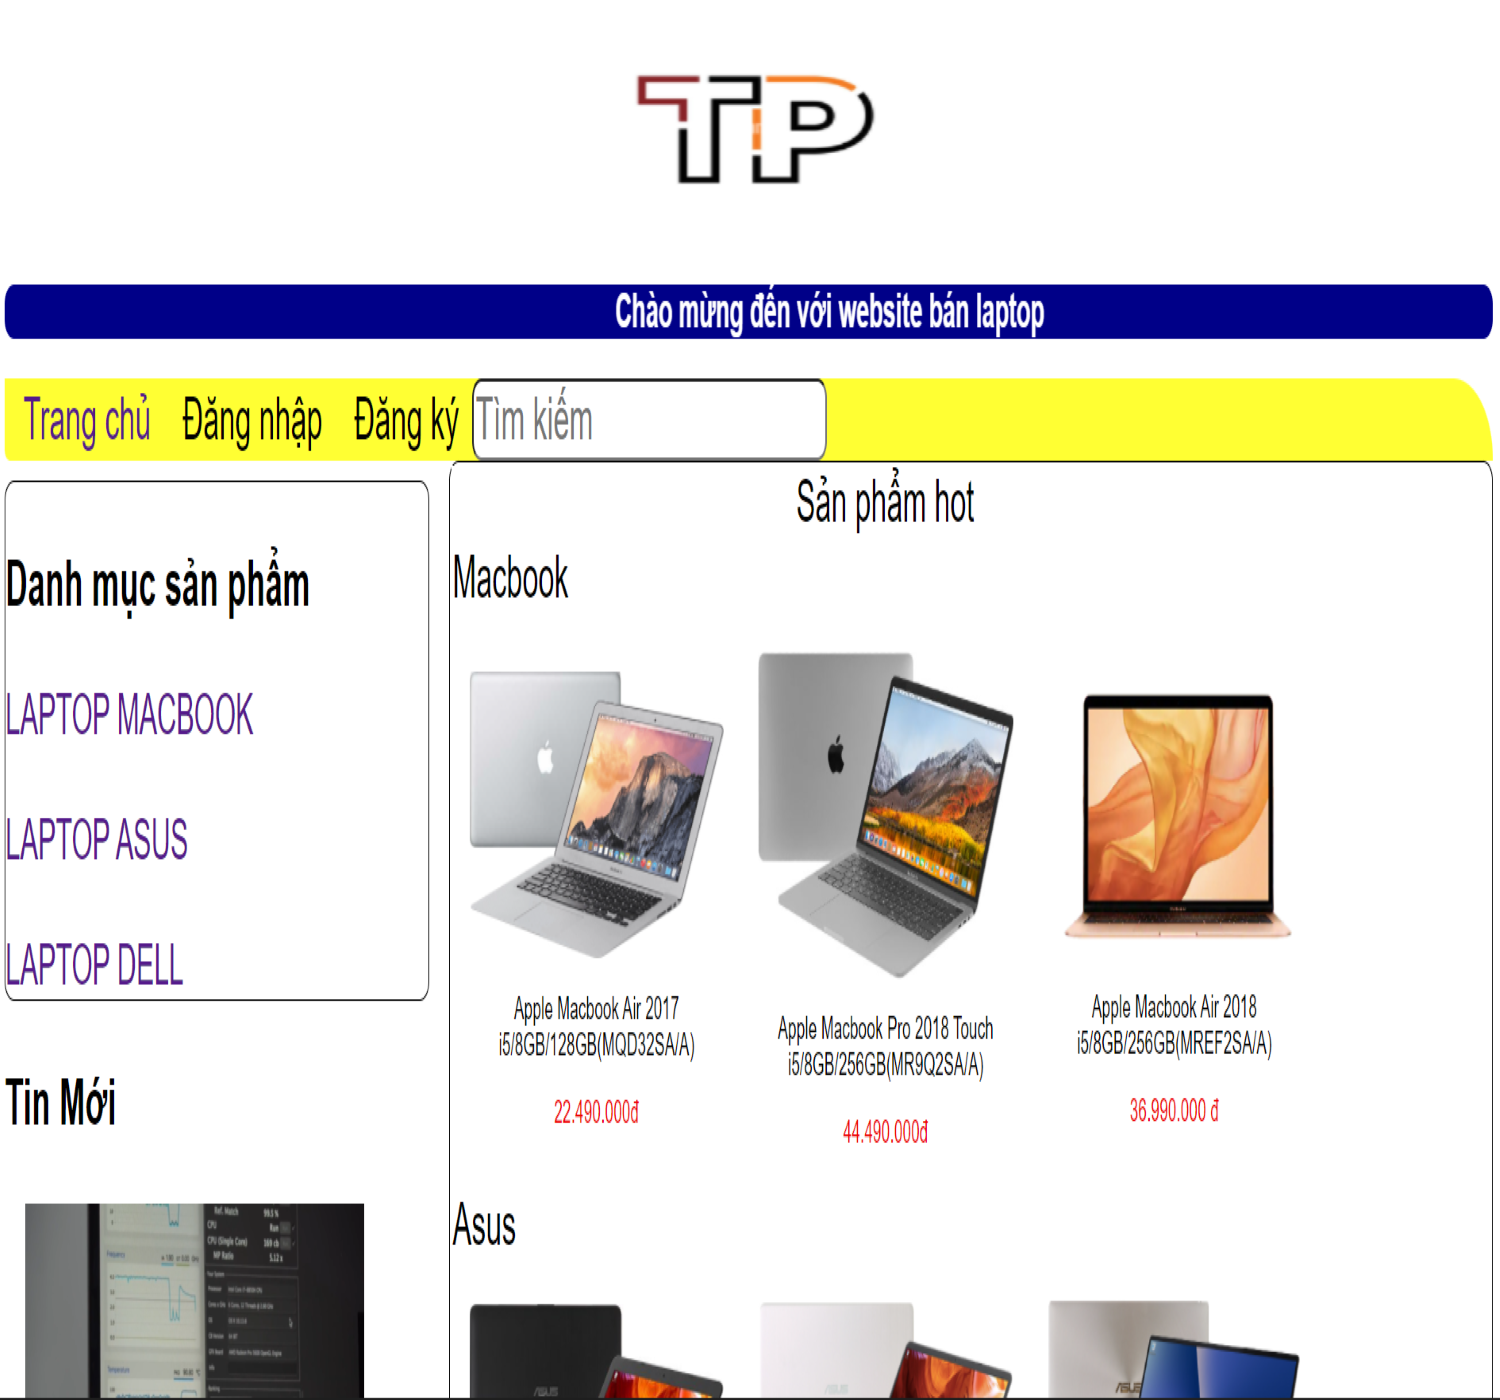 TP
Chào mừng đến với website bán laptop
Trang chủ Đăng nhập Đăng ký Tìm kiếm
Danh mục sản phẩm
LAPTOP MACBOOK
LAPTOP ASUS
LAPTOP DELL
Tin Mới
Sản phẩm hot
Macbook
Apple Macbook Air 2017
i5/8GB/128GB(MQD32SA/A)
22.490.000đ
Apple Macbook Pro 2018 Touch
i5/8GB/256GB(MR9Q2SA/A)
44.490.000đ
Apple Macbook Air 2018
i5/8GB/256GB(MREF2SA/A)
36.990.000 đ
Asus